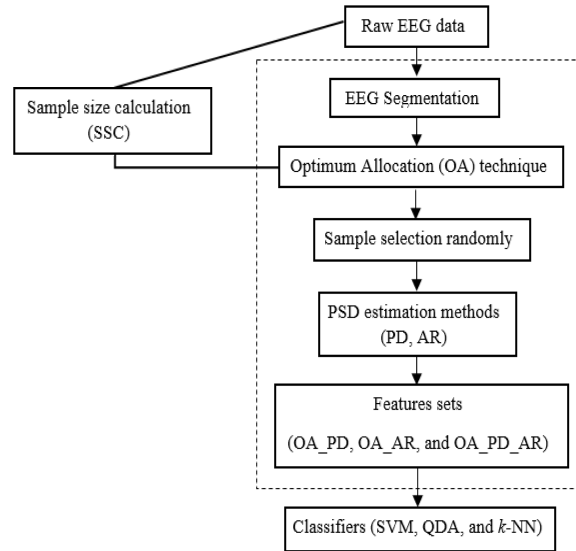 Raw EEG data
EEG Segmentation
Sample size calculation
(SSC)
Optimum Allocation (OA) technique
Sample selection randomly
PSD estimation methods
(PD, AR)
Features sets
(OA_PD, OA_AR, and OA_PD_AR)
Classifiers (SVM, QDA, and k-NN)